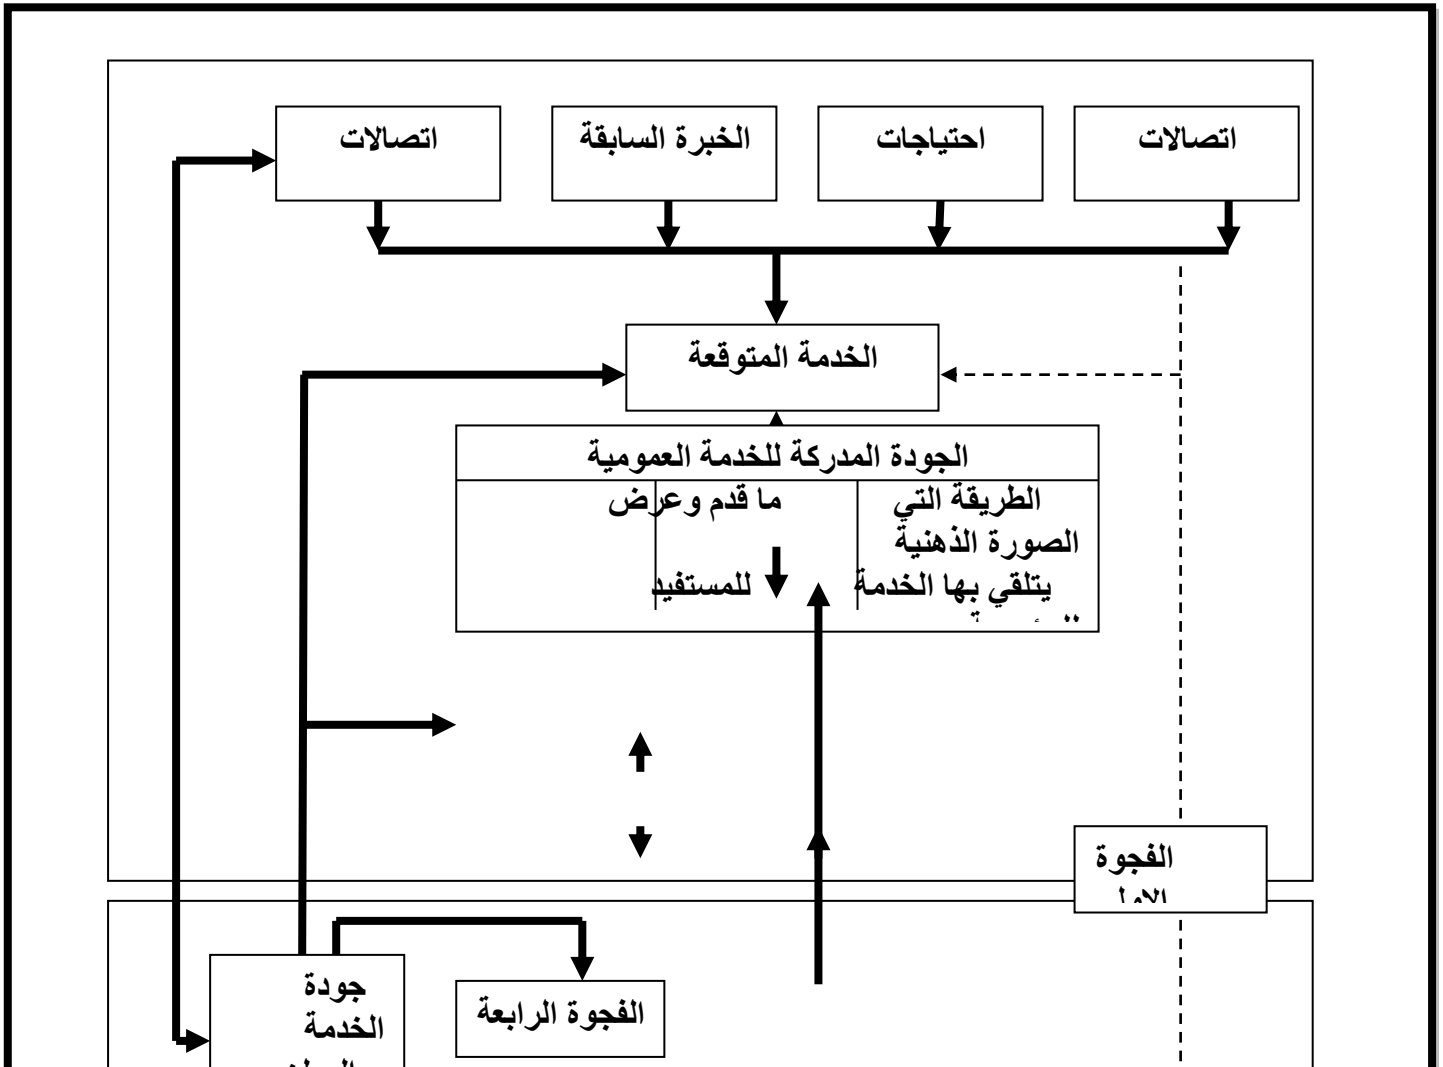 اتصالات
احتياجات
الخبرة السابقة
اتصالات
الخدمة المتوقعة
الجودة المدركة للخدمة العمومية
الطريقة التي
ما قدم وعرض
الصورة الذهنية
يتلقي بها الخدمة
للمستفيد
الفجوة
جودة
الخدمة
الفجوة الرابعة